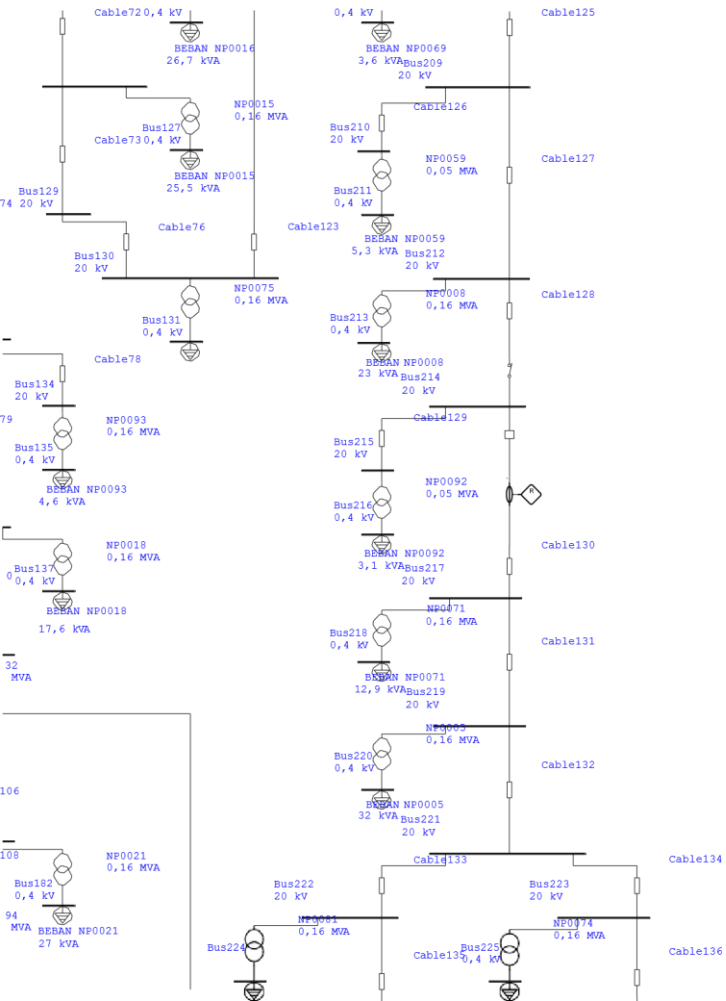 Cable72 0,4 kV
BEBAN NP0016
26,7 kVA
NP0015
0,16 MVA
Bus127
Cable73 0,4 kV
BEBAN NP0015
25,5 kVA
Bus129
74 20 kV
Cable76
Cable123
Bus130
20 kV
NP0075
0,16 MVA
Bus131
0,4 kV
Cable78
Bus134
20 kV
79
NP0093
0,16 MVA
Bus135
0,4 kV
BEBAN NP0093
4,6 kVA
NP0018
0,16 MVA
0
Bus137
0,4 kV
BEBAN NP0018
17,6 kVA
32
MVA
106
108
NP0021
0,16 MVA
Bus182
0,4 kV
94
MVA
BEBAN NP0021
27 kVA
0,4 kV
Cable125
BEBAN NP0069
3,6 kVA
Bus209
20 kV
Cable126
Bus210
20 kV
NP0059
0,05 MVA
Cable127
Bus211
0,4 kV
BEBAN NP0059
5,3 kVA
Bus212
20 kV
NP0008
0,16 MVA
Cable128
Bus213
0,4 kV
BEBAN NP0008
23 kVA
Bus214
20 kV
Cable129
Bus215
20 kV
NP0092
0,05 MVA
R
Bus216
0,4 kV
Cable130
BEBAN NP0092
3,1 kVA
Bus217
20 kV
NP0071
0,16 MVA
Bus218
0,4 kV
Cable131
BEBAN NP0071
12,9 kVA
Bus219
20 kV
NP0005
0,16 MVA
Bus220
0,4 kV
Cable132
BEBAN NP0005
32 kVA
Bus221
20 kV
Cable133
Cable134
Bus222
20 kV
Bus223
20 kV
NP0081
0,16 MVA
NP0074
0,16 MVA
Bus224
Cable135
Bus225
0,4 kV
Cable136